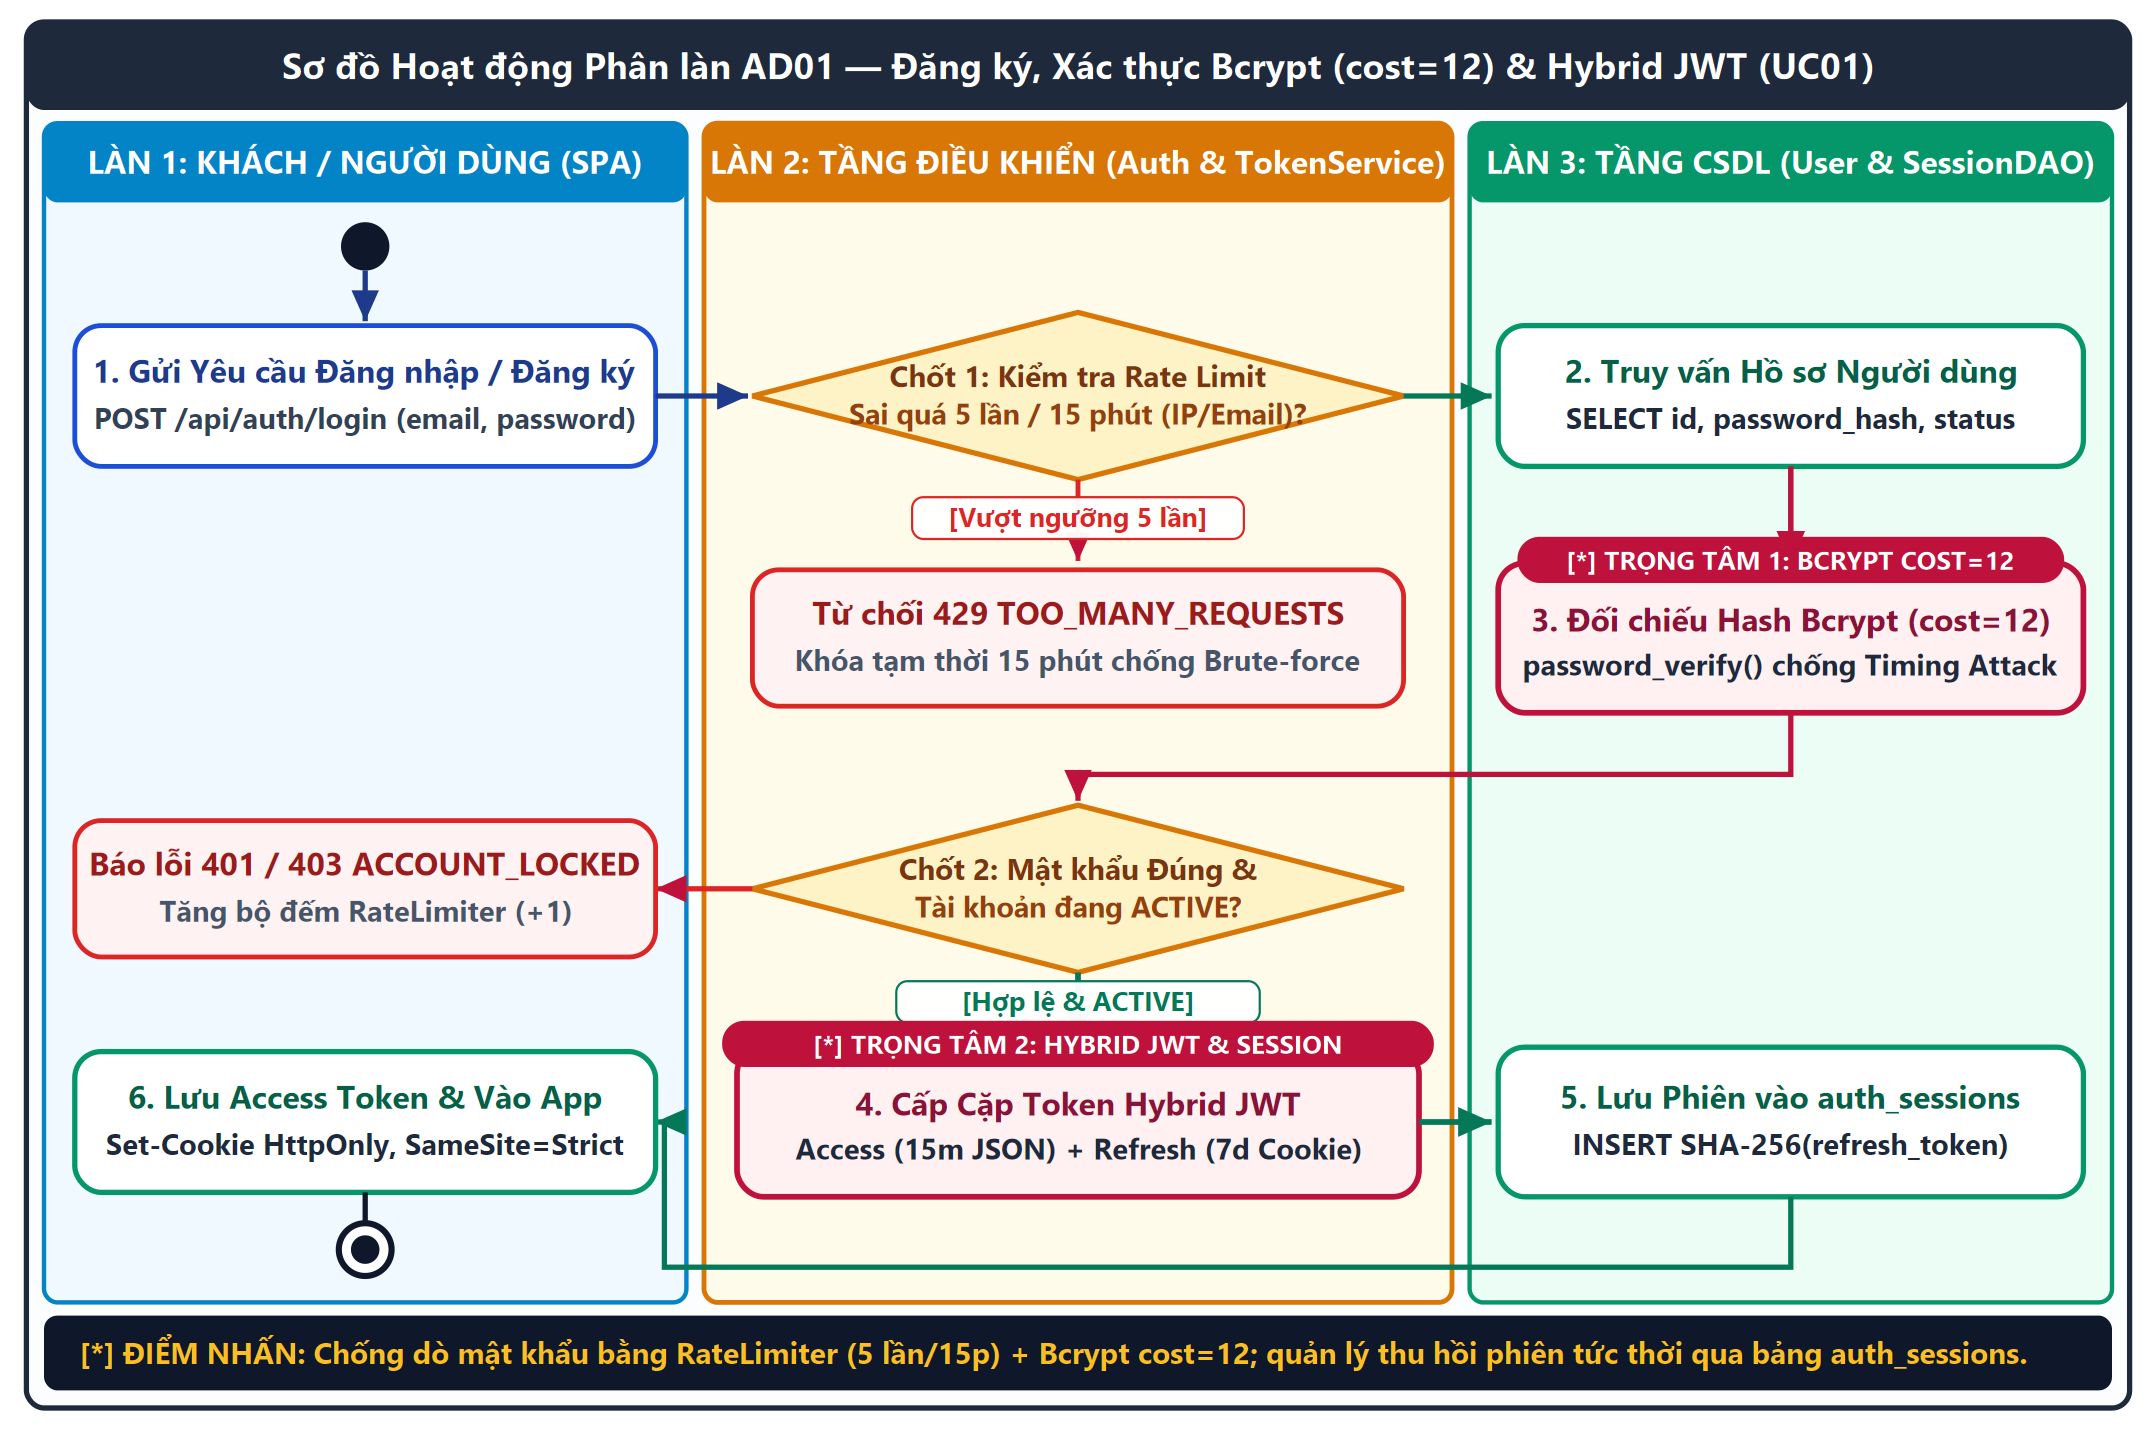 Sơ đồ Hoạt động Phân làn AD01 — Đăng ký, Xác thực Bcrypt (cost=12) & Hybrid JWT (UC01)
LÀN 1: KHÁCH / NGƯỜI DÙNG (SPA)
LÀN 2: TẦNG ĐIỀU KHIỂN (Auth & TokenService)
LÀN 3: TẦNG CSDL (User & SessionDAO)
1. Gửi Yêu cầu Đăng nhập / Đăng ký
POST /api/auth/login (email, password)
Chốt 1: Kiểm tra Rate Limit
Sai quá 5 lần / 15 phút (IP/Email)?
2. Truy vấn Hồ sơ Người dùng
SELECT id, password_hash, status
[Vượt ngưỡng 5 lần]
Từ chối 429 TOO_MANY_REQUESTS
Khóa tạm thời 15 phút chống Brute-force
[*] TRỌNG TÂM 1: BCRYPT COST=12
3. Đối chiếu Hash Bcrypt (cost=12)
password_verify() chống Timing Attack
Báo lỗi 401 / 403 ACCOUNT_LOCKED
Tăng bộ đếm RateLimiter (+1)
Chốt 2: Mật khẩu Đúng &
Tài khoản đang ACTIVE?
[Hợp lệ & ACTIVE]
[*] TRỌNG TÂM 2: HYBRID JWT & SESSION
4. Cấp Cặp Token Hybrid JWT
Access (15m JSON) + Refresh (7d Cookie)
5. Lưu Phiên vào auth_sessions
INSERT SHA-256(refresh_token)
6. Lưu Access Token & Vào App
Set-Cookie HttpOnly, SameSite=Strict
[*] ĐIỂM NHẤN: Chống dò mật khẩu bằng RateLimiter (5 lần/15p) + Bcrypt cost=12; quản lý thu hồi phiên tức thời qua bảng auth_sessions.